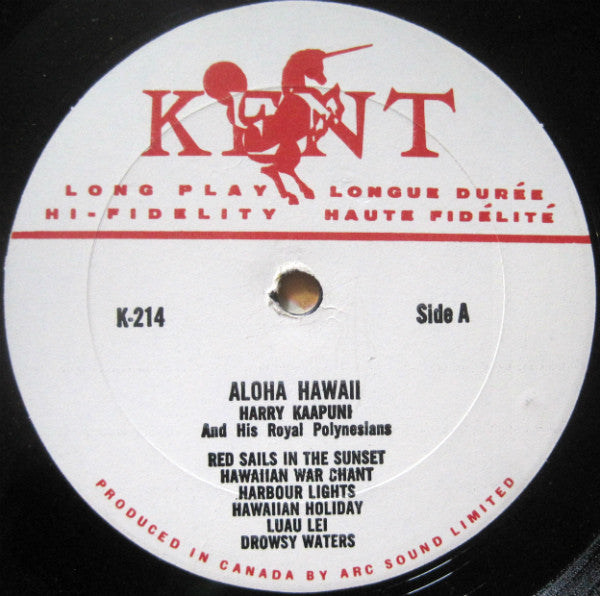 KENT
LONG PLAY LONGUE DURÉE
HI-FIDELITY HAUTE FIDÉLITÉ
K-214 Side A
ALOHA HAWAII
HARRY KAAPUNI
And His Royal Polynesians
RED SAILS IN THE SUNSET
HAWAIIAN WAR CHANT
HARBOUR LIGHTS
HAWAIIAN HOLIDAY
LUAU LEI
DROWSY WATERS
PRODUCED IN CANADA BY ARC SOUND LIMITED